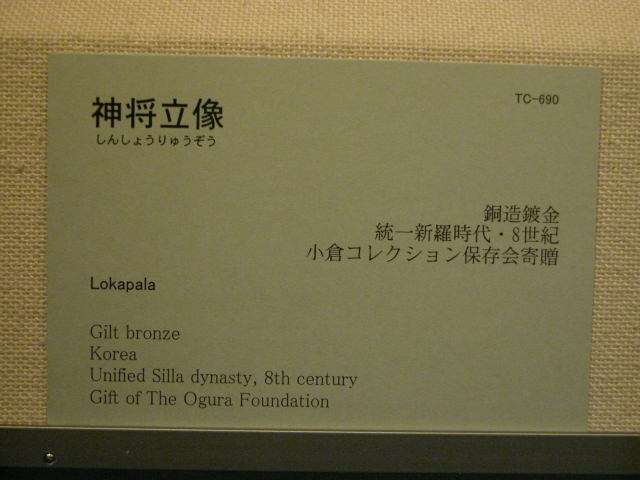 神将立像
しんしょうりゅうぞう
TC-690
銅造鍍金
統一新羅時代・8世紀
小倉コレクション保存会寄贈
Lokapala
Gilt bronze
Korea
Unified Silla dynasty, 8th century
Gift of The Ogura Foundation